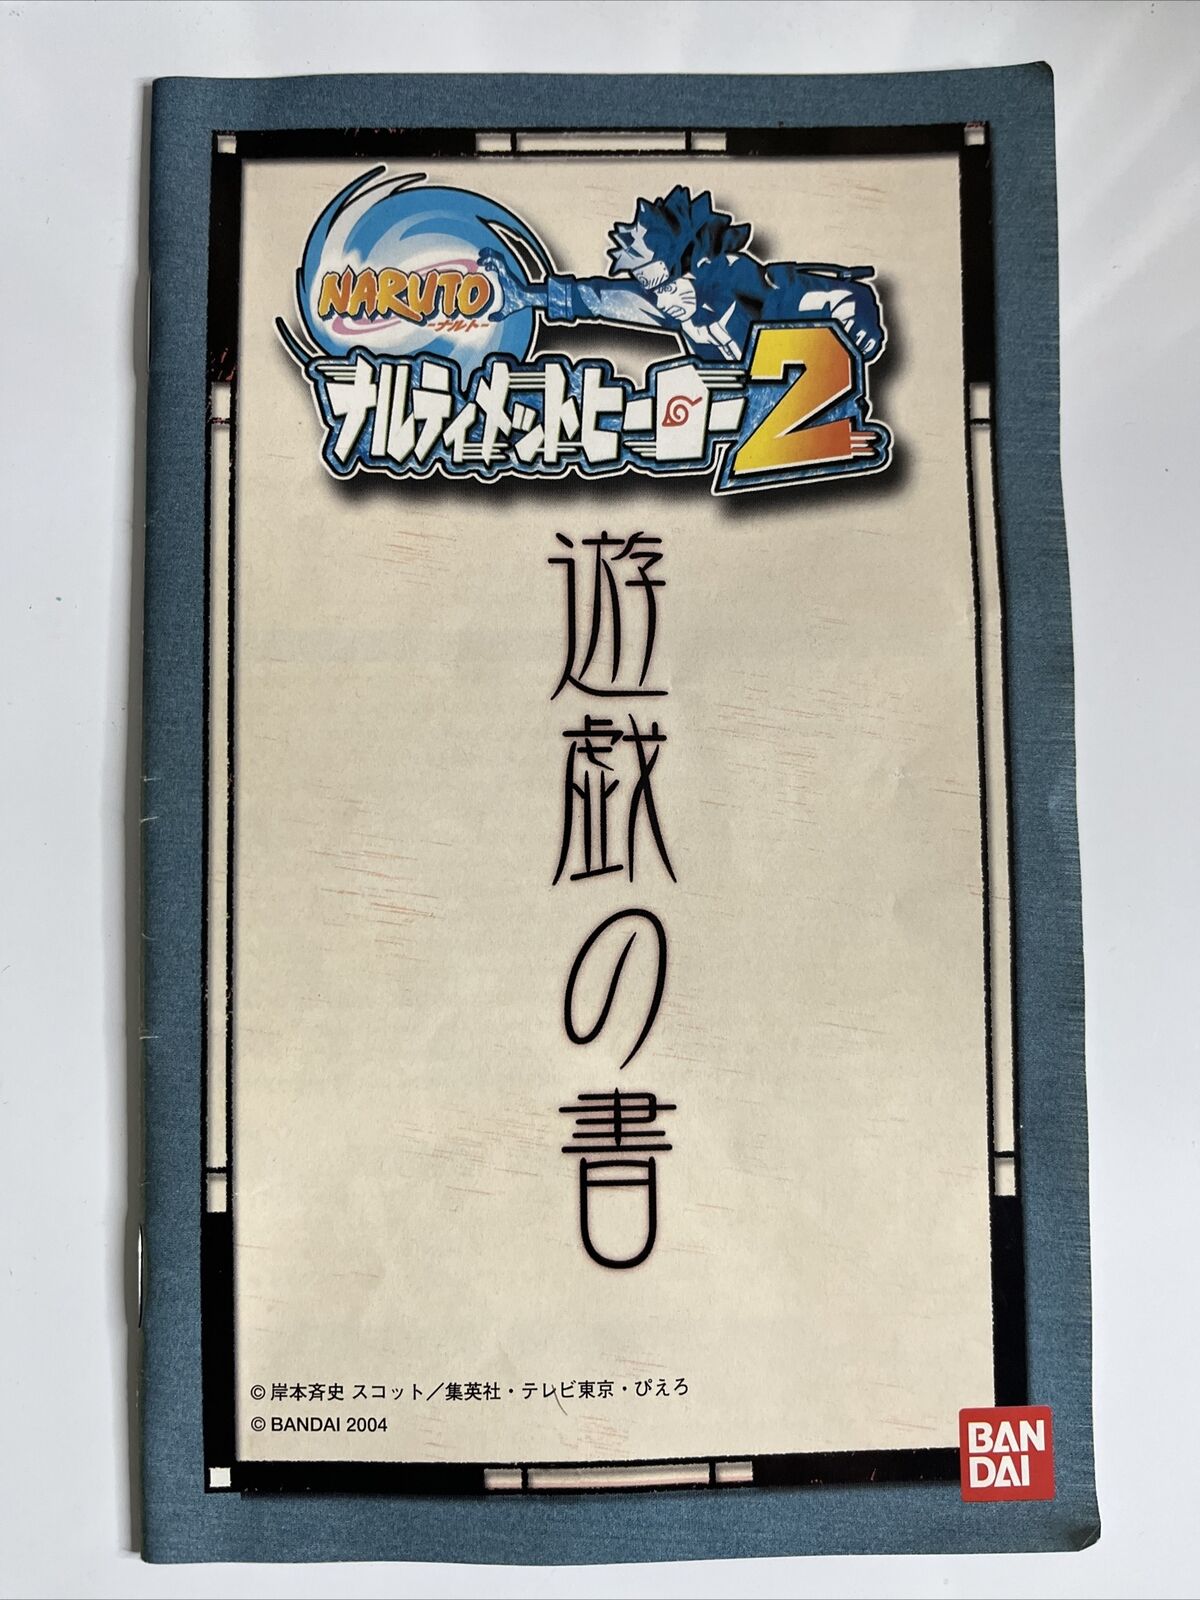 NARUTO
-ナルト-
ナルティメットヒーロー2
遊戯の書
© 岸本斉史 スコット／集英社・テレビ東京・ぴえろ
© BANDAI 2004
BAN
DAI